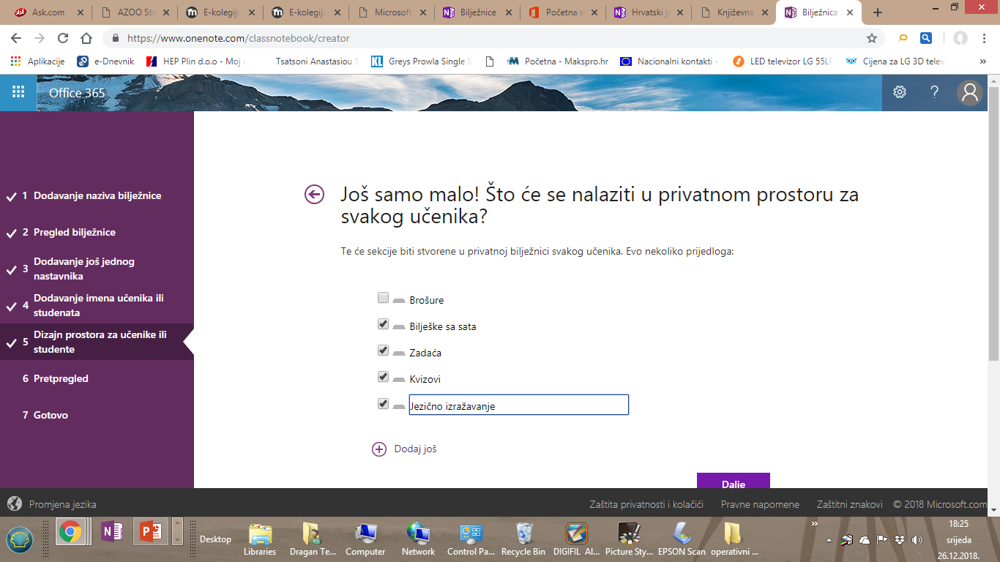 Ask.com
AZOO Str
E-kolegij:
E-kolegij:
Microsoft
Bilježnice
Početna s
Hrvatski j
Književna
Bilježnica
https://www.onenote.com/classnotebook/creator
Aplikacije
e-Dnevnik
HEP Plin d.o.o - Moj
Tsatsoni Anastasiou S
Greys Prowla Single S
Početna - Makspro.hr
Nacionalni kontakti -
LED televizor LG 55LF
Cijena za LG 3D telev
»
Office 365
?
1 Dodavanje naziva bilježnice
2 Pregled bilježnice
3 Dodavanje još jednog
nastavnika
4 Dodavanje imena učenika ili
studenata
5 Dizajn prostora za učenike ili
studente
6 Pretpregled
7 Gotovo
Još samo malo! Što će se nalaziti u privatnom prostoru za
svakog učenika?
Te će sekcije biti stvorene u privatnoj bilježnici svakog učenika. Evo nekoliko prijedloga:
Brošure
Bilješke sa sata
Zadaća
Kvizovi
Jezično izražavanje
Dodaj još
Dalje
Promjena jezika
Zaštita privatnosti i kolačići
Pravne napomene
Zaštitni znakovi
© 2018 Microsoft.com
Desktop
Libraries
Dragan Te...
Computer
Network
Control Pa...
Recycle Bin
DIGIFIL AI...
Picture Sty...
EPSON Scan
operativni ...
»
18:25
srijeda
26.12.2018.